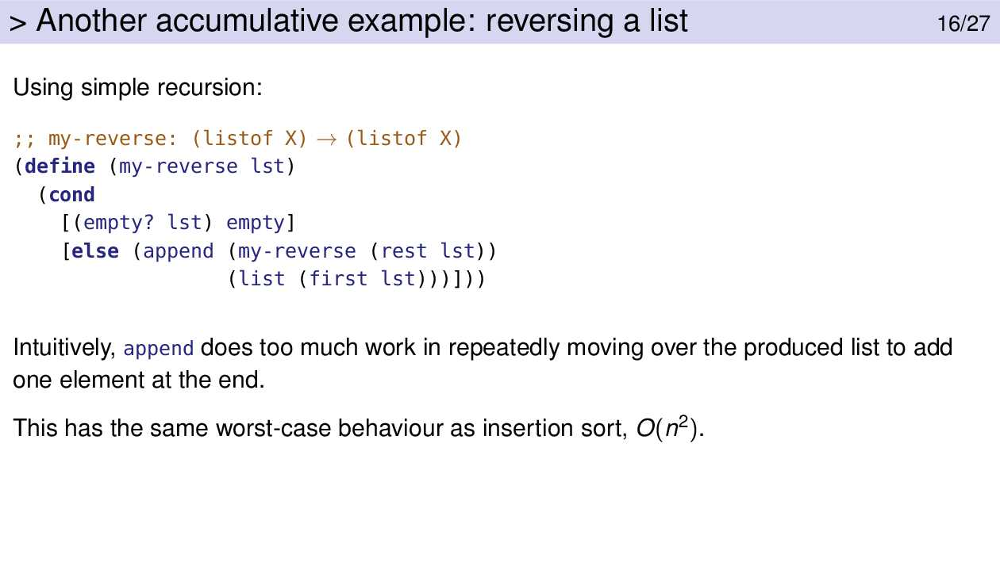 > Another accumulative example: reversing a list 16/27
Using simple recursion:
;; my-reverse: (listof X) → (listof X)
(define (my-reverse lst)
  (cond
    [(empty? lst) empty]
    [else (append (my-reverse (rest lst))
                  (list (first lst)))]))
Intuitively, append does too much work in repeatedly moving over the produced list to add
one element at the end.
This has the same worst-case behaviour as insertion sort, O(n²).